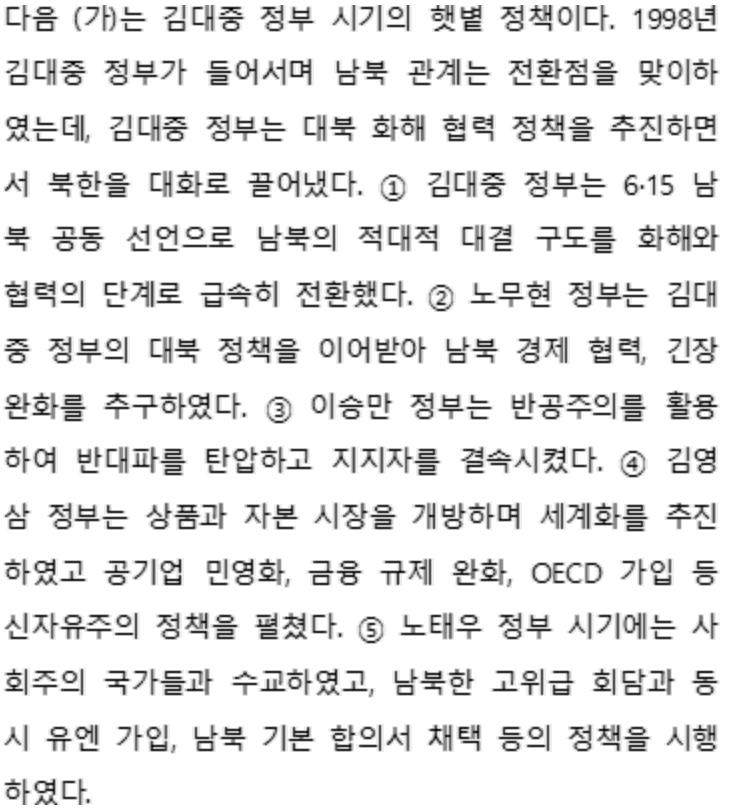 다음 (가)는 김대중 정부 시기의 햇볕 정책이다. 1998년
김대중 정부가 들어서며 남북 관계는 전환점을 맞이하
였는데, 김대중 정부는 대북 화해 협력 정책을 추진하면
서 북한을 대화로 끌어냈다. ① 김대중 정부는 6·15 남
북 공동 선언으로 남북의 적대적 대결 구도를 화해와
협력의 단계로 급속히 전환했다. ② 노무현 정부는 김대
중 정부의 대북 정책을 이어받아 남북 경제 협력, 긴장
완화를 추구하였다. ③ 이승만 정부는 반공주의를 활용
하여 반대파를 탄압하고 지지자를 결속시켰다. ④ 김영
삼 정부는 상품과 자본 시장을 개방하며 세계화를 추진
하였고 공기업 민영화, 금융 규제 완화, OECD 가입 등
신자유주의 정책을 펼쳤다. ⑤ 노태우 정부 시기에는 사
회주의 국가들과 수교하였고, 남북한 고위급 회담과 동
시 유엔 가입, 남북 기본 합의서 채택 등의 정책을 시행
하였다.